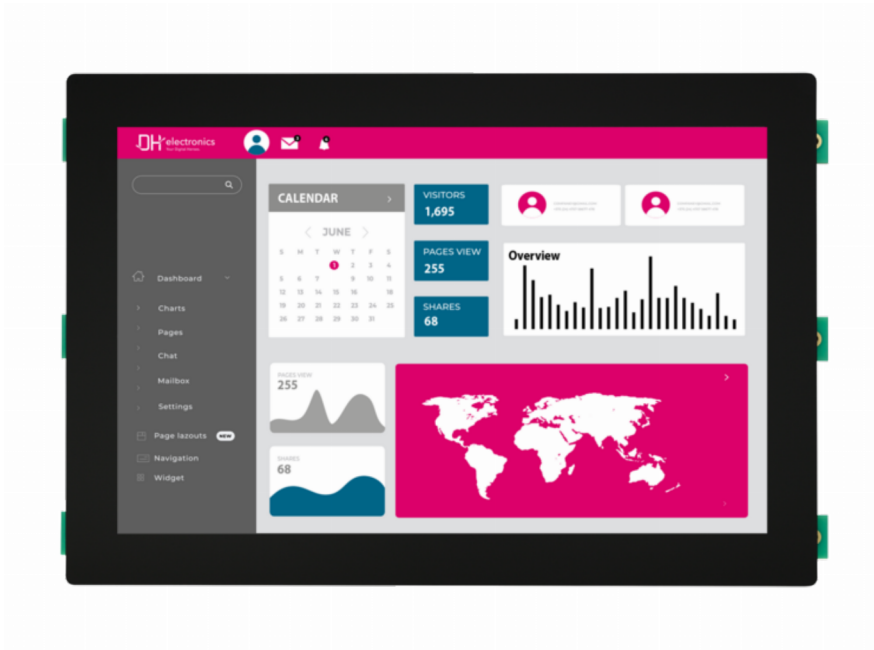 DH electronics
Your Digital Heroes.
Dashboard
Charts
Pages
Chat
Mailbox
Settings
Page lazouts NEW
Navigation
Widget
CALENDAR
JUNE
S M T W T F S
1 2 3 4
5 6 7 9 10 11
12 13 14 15 16 18
19 20 21 22 23 24 25
26 27 28 29 30 31
VISITORS
1,695
PAGES VIEW
255
SHARES
68
Overview
PAGES VIEW
255
SHARES
68